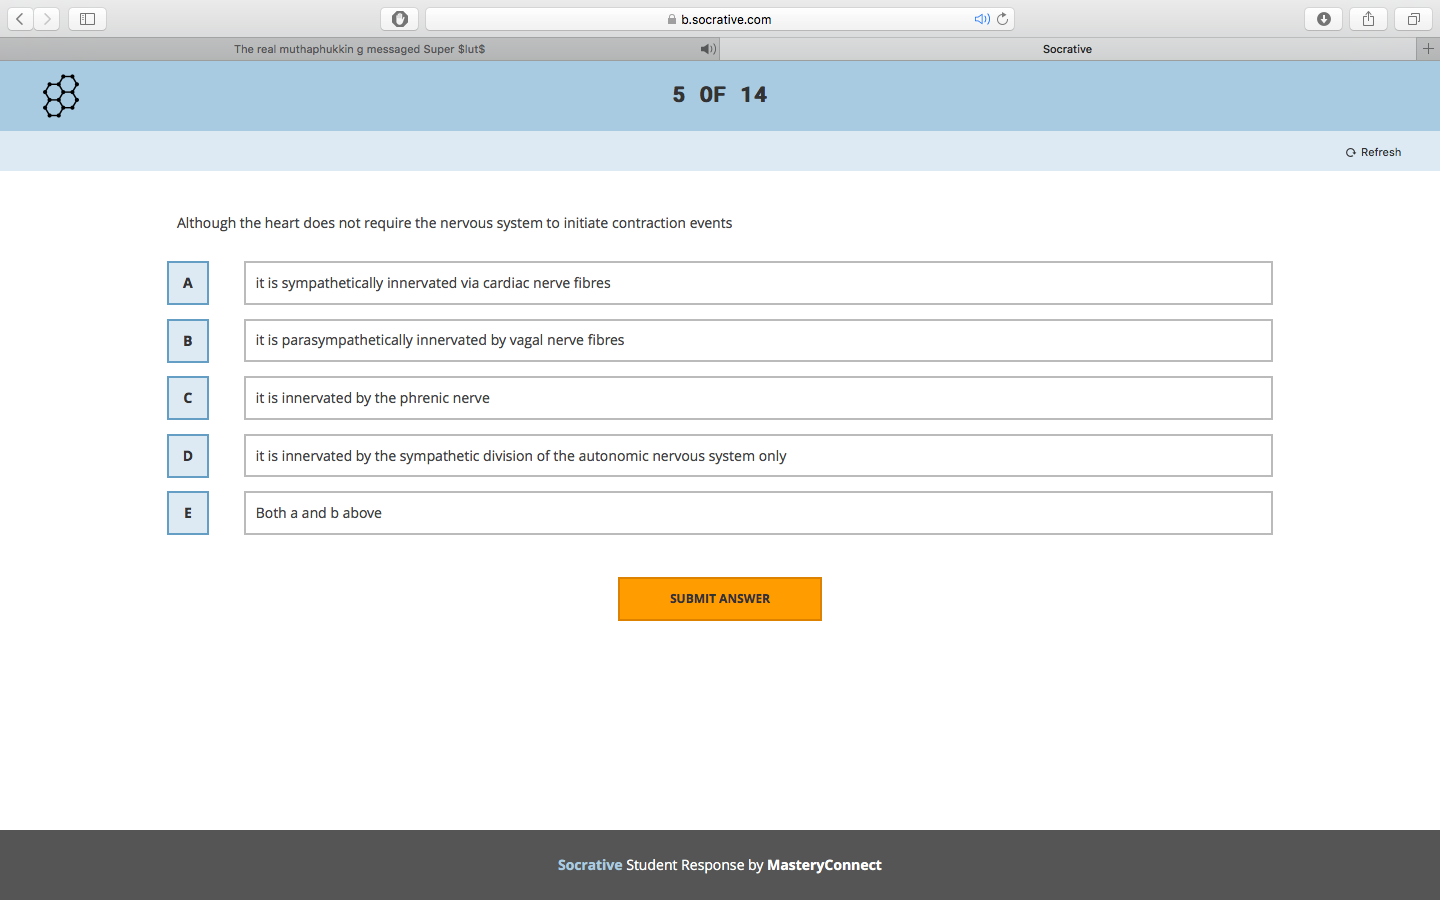 b.socrative.com
The real muthaphukkin g messaged Super $lut$
Socrative
5 OF 14
Refresh
Although the heart does not require the nervous system to initiate contraction events
A it is sympathetically innervated via cardiac nerve fibres
B it is parasympathetically innervated by vagal nerve fibres
C it is innervated by the phrenic nerve
D it is innervated by the sympathetic division of the autonomic nervous system only
E Both a and b above
SUBMIT ANSWER
Socrative Student Response by MasteryConnect